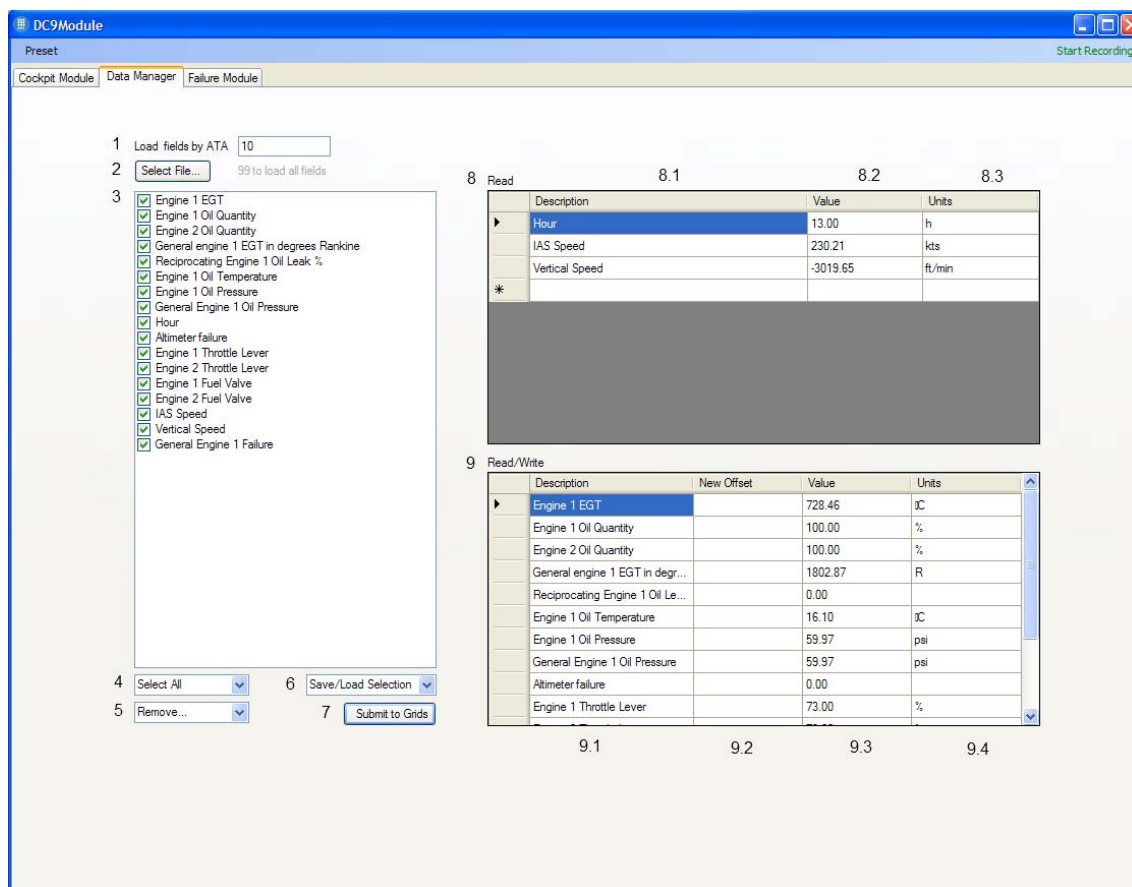 DC9Module
Preset Start Recording
Cockpit Module Data Manager Failure Module
1 Load fields by ATA 10
2 Select File... 99 to load all fields
3
Engine 1 EGT
Engine 1 Oil Quantity
Engine 2 Oil Quantity
General engine 1 EGT in degrees Rankine
Reciprocating Engine 1 Oil Leak %
Engine 1 Oil Temperature
Engine 1 Oil Pressure
General Engine 1 Oil Pressure
Hour
Altimeter failure
Engine 1 Throttle Lever
Engine 2 Throttle Lever
Engine 1 Fuel Valve
Engine 2 Fuel Valve
IAS Speed
Vertical Speed
General Engine 1 Failure
4 Select All 6 Save/Load Selection
5 Remove... 7 Submit to Grids
8 Read 8.1 8.2 8.3
Description Value Units
Hour 13.00 h
IAS Speed 230.21 kts
Vertical Speed -3019.65 ft/min
9 Read/Write
Description New Offset Value Units
Engine 1 EGT 728.46 □C
Engine 1 Oil Quantity 100.00 %
Engine 2 Oil Quantity 100.00 %
General engine 1 EGT in degr... 1802.87 R
Reciprocating Engine 1 Oil Le... 0.00
Engine 1 Oil Temperature 16.10 □C
Engine 1 Oil Pressure 59.97 psi
General Engine 1 Oil Pressure 59.97 psi
Altimeter failure 0.00
Engine 1 Throttle Lever 73.00 %
9.1 9.2 9.3 9.4